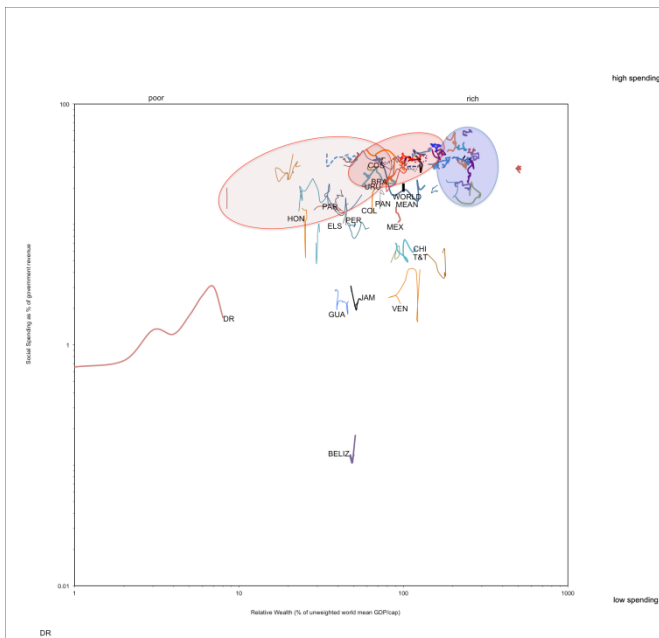 high spending
poor
rich
100
COS
BRA
URU
WORLD
MEAN
PAR
PAN
COL
HON
PER
ELS
MEX
CHI
T&T
JAM
VEN
GUA
DR
1
BELIZ
0.01
1
10
100
1000
low spending
Relative Wealth (% of unweighted world mean GDP/cap)
Social Spending as % of government revenue
DR